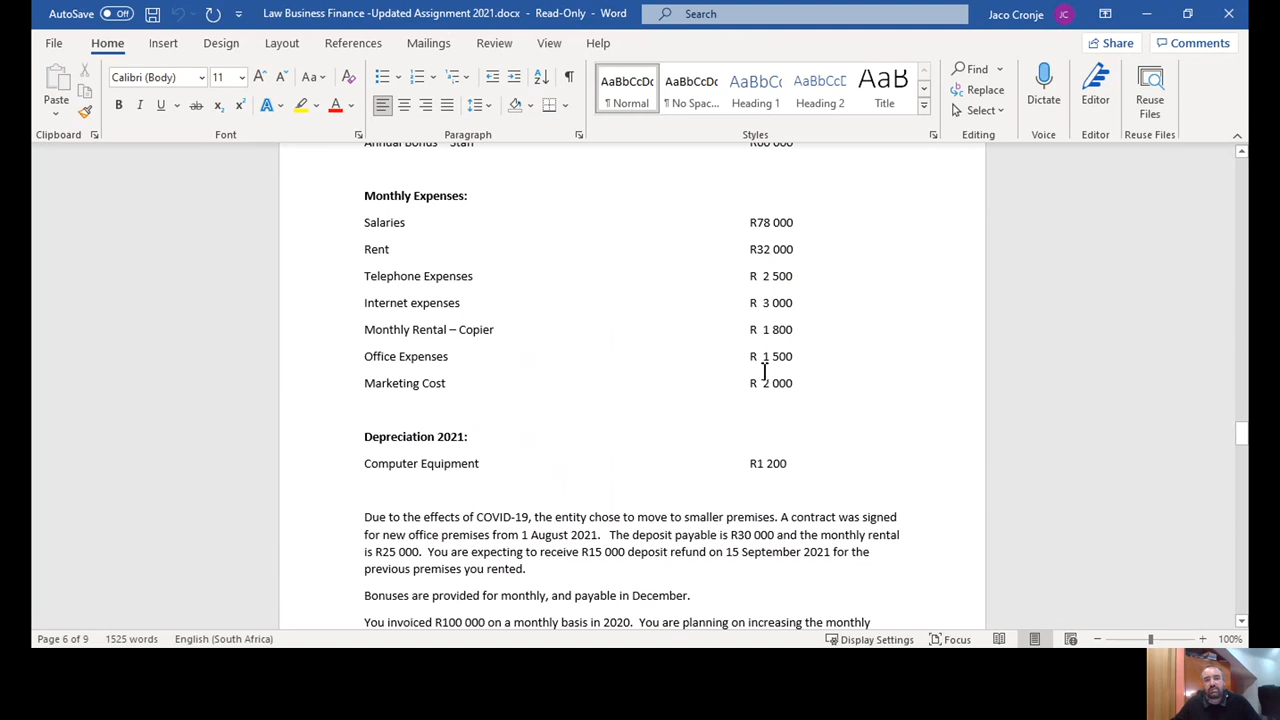 AutoSave Off Law Business Finance -Updated Assignment 2021.docx - Read-Only - Word Search Jaco Cronje JC
File Home Insert Design Layout References Mailings Review View Help Share Comments
Paste Calibri (Body) 11 Aa AaBbCcDc AaBbCcDc AaBbCc AaBbCcD AaB Find Replace Select Dictate Editor Reuse Files
¶ Normal ¶ No Spac... Heading 1 Heading 2 Title
Clipboard Font Paragraph Styles Editing Voice Editor Reuse Files
Annual Bonus – Staff R60 000
Monthly Expenses:
Salaries R78 000
Rent R32 000
Telephone Expenses R 2 500
Internet expenses R 3 000
Monthly Rental – Copier R 1 800
Office Expenses R 1 500
Marketing Cost R 2 000
Depreciation 2021:
Computer Equipment R1 200
Due to the effects of COVID-19, the entity chose to move to smaller premises. A contract was signed
for new office premises from 1 August 2021. The deposit payable is R30 000 and the monthly rental
is R25 000. You are expecting to receive R15 000 deposit refund on 15 September 2021 for the
previous premises you rented.
Bonuses are provided for monthly, and payable in December.
You invoiced R100 000 on a monthly basis in 2020. You are planning on increasing the monthly
Page 6 of 9 1525 words English (South Africa) Display Settings Focus 100%